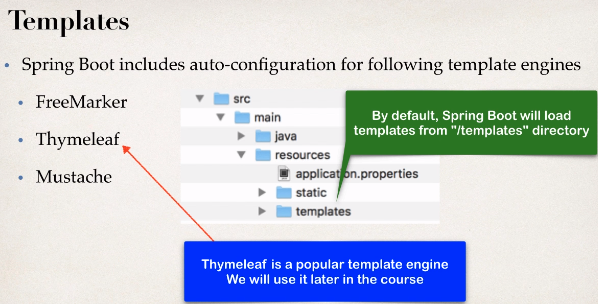 Templates
• Spring Boot includes auto-configuration for following template engines
• FreeMarker
• Thymeleaf
• Mustache
src
main
java
resources
application.properties
static
templates
By default, Spring Boot will load
templates from "/templates" directory
Thymeleaf is a popular template engine
We will use it later in the course